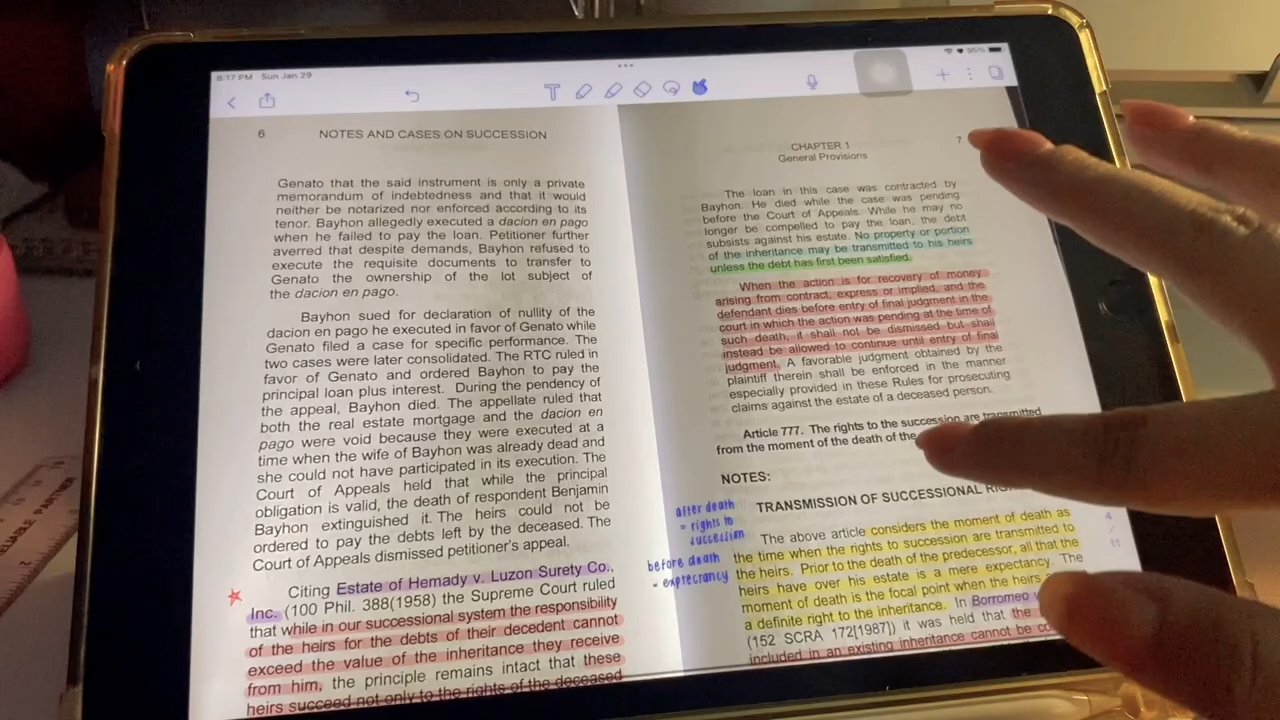 8:17 PM Sun Jan 29
95%
6
NOTES AND CASES ON SUCCESSION
Genato that the said instrument is only a private
memorandum of indebtedness and that it would
neither be notarized nor enforced according to its
tenor. Bayhon allegedly executed a dacion en pago
when he failed to pay the loan. Petitioner further
averred that despite demands, Bayhon refused to
execute the requisite documents to transfer to
Genato the ownership of the lot subject of
the dacion en pago.
Bayhon sued for declaration of nullity of the
dacion en pago he executed in favor of Genato while
Genato filed a case for specific performance. The
two cases were later consolidated. The RTC ruled in
favor of Genato and ordered Bayhon to pay the
principal loan plus interest. During the pendency of
the appeal, Bayhon died. The appellate ruled that
both the real estate mortgage and the dacion en
pago were void because they were executed at a
time when the wife of Bayhon was already dead and
she could not have participated in its execution. The
Court of Appeals held that while the principal
obligation is valid, the death of respondent Benjamin
Bayhon extinguished it. The heirs could not be
ordered to pay the debts left by the deceased. The
Court of Appeals dismissed petitioner's appeal.
Citing Estate of Hemady v. Luzon Surety Co.,
Inc. (100 Phil. 388(1958) the Supreme Court ruled
that while in our successional system the responsibility
of the heirs for the debts of their decedent cannot
exceed the value of the inheritance they receive
from him, the principle remains intact that these
heirs succeed not only to the rights of the deceased
CHAPTER 1
General Provisions
7
The loan in this case was contracted by
Bayhon. He died while the case was pending
before the Court of Appeals. While he may no
longer be compelled to pay the loan, the debt
subsists against his estate. No property or portion
of the inheritance may be transmitted to his heirs
unless the debt has first been satisfied.
When the action is for recovery of money
arising from contract, express or implied, and the
defendant dies before entry of final judgment in the
court in which the action was pending at the time of
such death, it shall not be dismissed but shall
instead be allowed to continue until entry of final
judgment. A favorable judgment obtained by the
plaintiff therein shall be enforced in the manner
especially provided in these Rules for prosecuting
claims against the estate of a deceased person.
Article 777. The rights to the succession are transmitted
from the moment of the death of the
NOTES:
TRANSMISSION OF SUCCESSIONAL
after death
= rights to
succession
before death
= expectancy
The above article considers the moment of death as
the time when the rights to succession are transmitted to
the heirs. Prior to the death of the predecessor, all that the
heirs have over his estate is a mere expectancy. The
moment of death is the focal point when the heirs
a definite right to the inheritance. In Borromeo
(152 SCRA 172[1987]) it was held that the
included in an existing inheritance cannot be